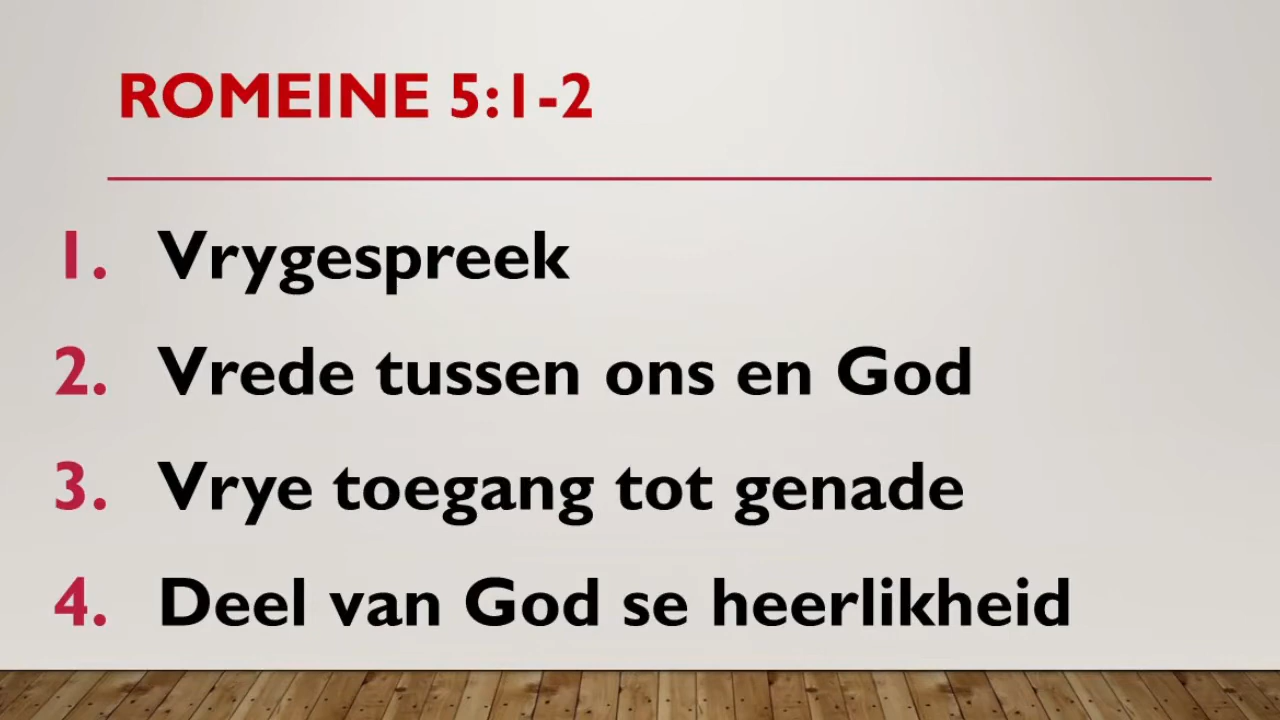 ROMEINE 5:1-2
1. Vrygespreek
2. Vrede tussen ons en God
3. Vrye toegang tot genade
4. Deel van God se heerlikheid